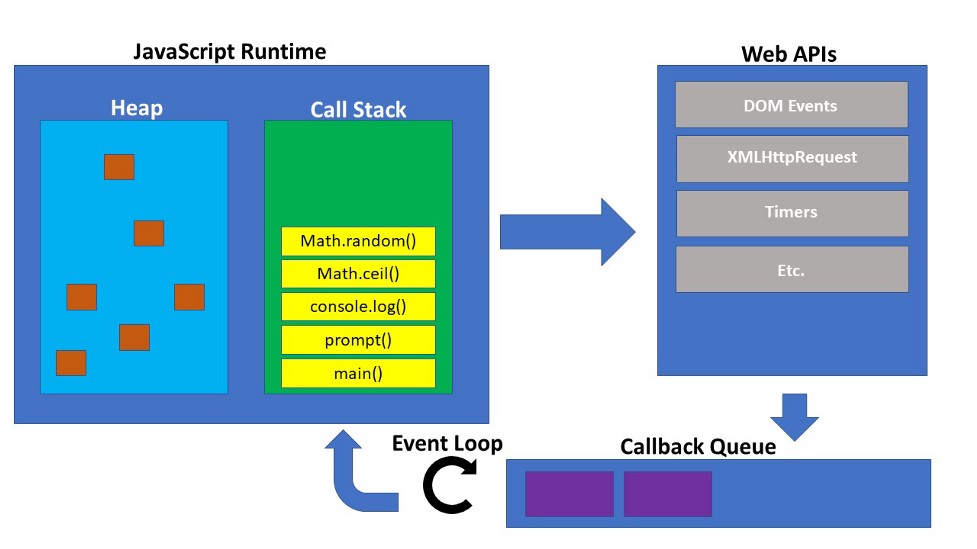 JavaScript Runtime
Heap
Call Stack
Math.random()
Math.ceil()
console.log()
prompt()
main()
Web APIs
DOM Events
XMLHttpRequest
Timers
Etc.
Event Loop
Callback Queue